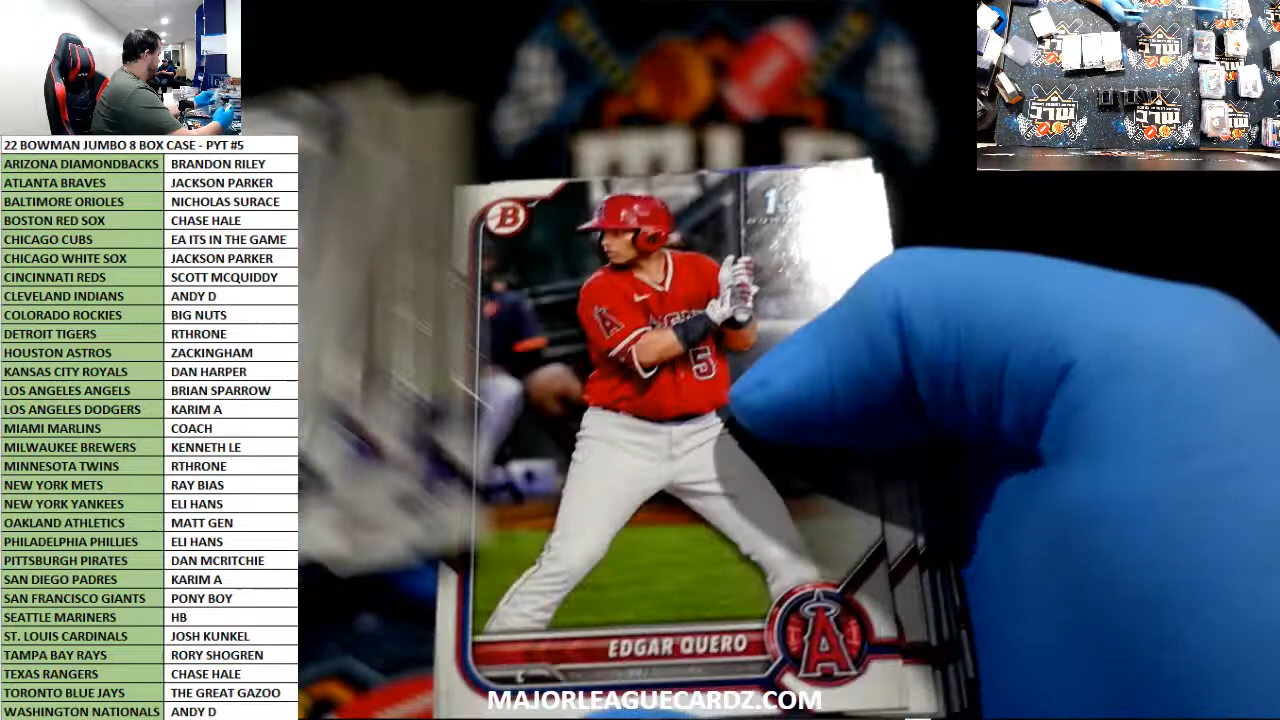 22 BOWMAN JUMBO 8 BOX CASE - PYT #5
ARIZONA DIAMONDBACKS BRANDON RILEY
ATLANTA BRAVES JACKSON PARKER
BALTIMORE ORIOLES NICHOLAS SURACE
BOSTON RED SOX CHASE HALE
CHICAGO CUBS EA ITS IN THE GAME
CHICAGO WHITE SOX JACKSON PARKER
CINCINNATI REDS SCOTT MCQUIDDY
CLEVELAND INDIANS ANDY D
COLORADO ROCKIES BIG NUTS
DETROIT TIGERS RTHRONE
HOUSTON ASTROS ZACKINGHAM
KANSAS CITY ROYALS DAN HARPER
LOS ANGELES ANGELS BRIAN SPARROW
LOS ANGELES DODGERS KARIM A
MIAMI MARLINS COACH
MILWAUKEE BREWERS KENNETH LE
MINNESOTA TWINS RTHRONE
NEW YORK METS RAY BIAS
NEW YORK YANKEES ELI HANS
OAKLAND ATHLETICS MATT GEN
PHILADELPHIA PHILLIES ELI HANS
PITTSBURGH PIRATES DAN MCRITCHIE
SAN DIEGO PADRES KARIM A
SAN FRANCISCO GIANTS PONY BOY
SEATTLE MARINERS HB
ST. LOUIS CARDINALS JOSH KUNKEL
TAMPA BAY RAYS RORY SHOGREN
TEXAS RANGERS CHASE HALE
TORONTO BLUE JAYS THE GREAT GAZOO
WASHINGTON NATIONALS ANDY D
B
A
5
EDGAR QUERO
A
MAJORLEAGUECARDZ.COM